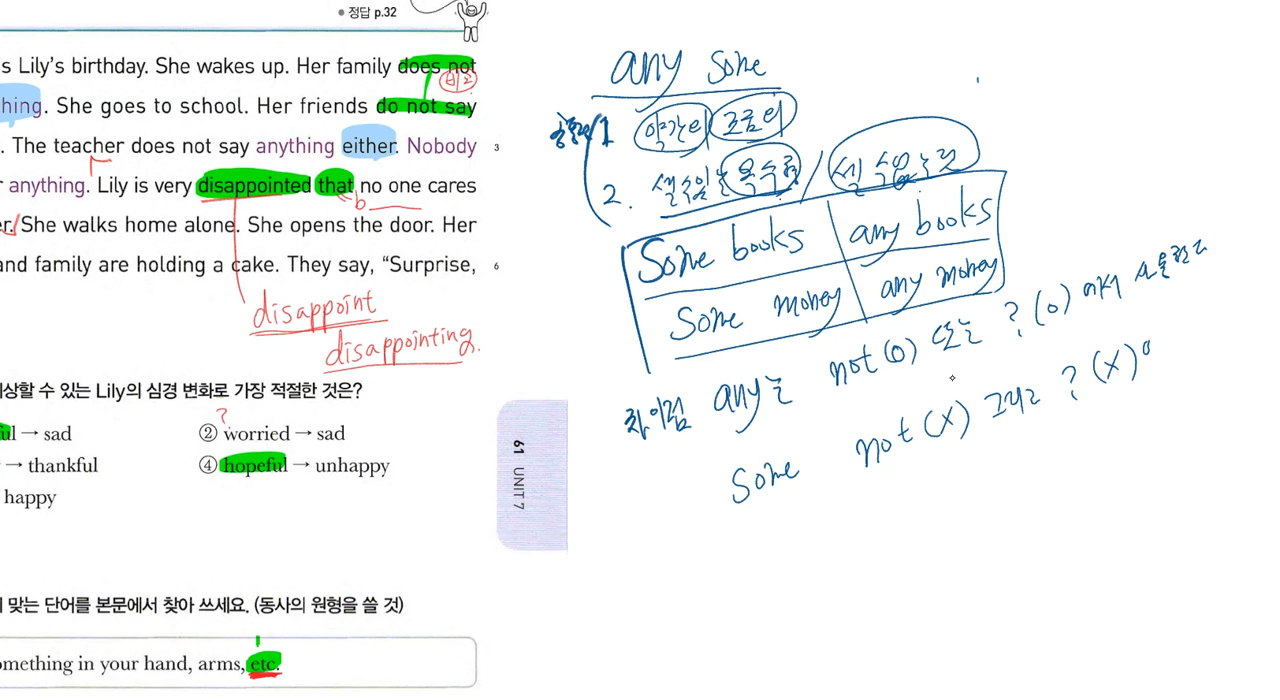 정답 p.32
s Lily's birthday. She wakes up. Her family does not
hing. She goes to school. Her friends do not say
. The teacher does not say anything either. Nobody 3
r anything. Lily is very disappointed that no one cares
b
er. She walks home alone. She opens the door. Her
and family are holding a cake. They say, "Surprise, 6
disappoint
disappointing.
상할 수 있는 Lily의 심경 변화로 가장 적절한 것은?
?
ul → sad ② worried → sad
→ thankful ④ hopeful → unhappy
happy
61 UNIT 7
맞는 단어를 본문에서 찾아 쓰세요. (동사의 원형을 쓸 것)
omething in your hand, arms, etc.
any some
1 약간의 조금의
2. 셀수있는 복수형 / 셀 수 없는것
Some books any books
Some money any money
차이점 any는 not (O) 또는 ? (O) 에서 쓰
Some not (X) 그리고 ? (X)